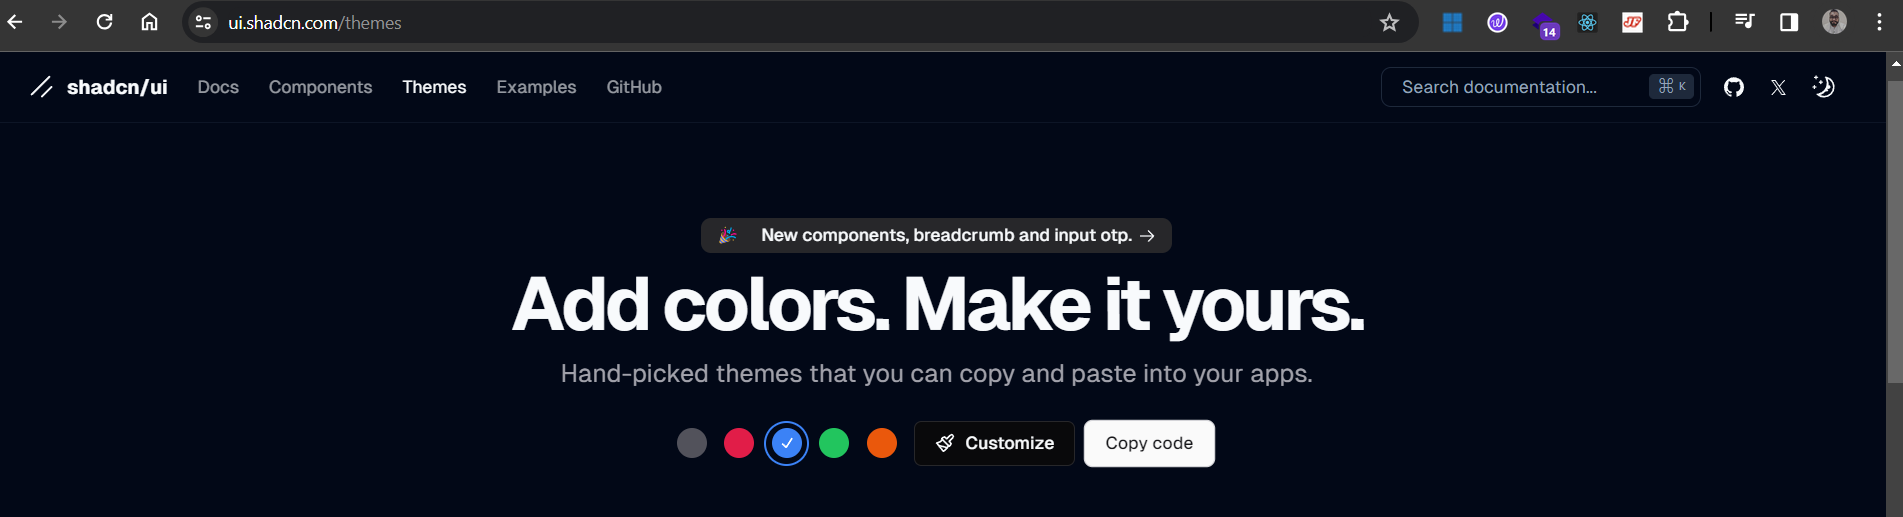 ui.shadcn.com/themes
14
shadcn/ui Docs Components Themes Examples GitHub Search documentation... ⌘ K
🎉 New components, breadcrumb and input otp. →
Add colors. Make it yours.
Hand-picked themes that you can copy and paste into your apps.
Customize Copy code